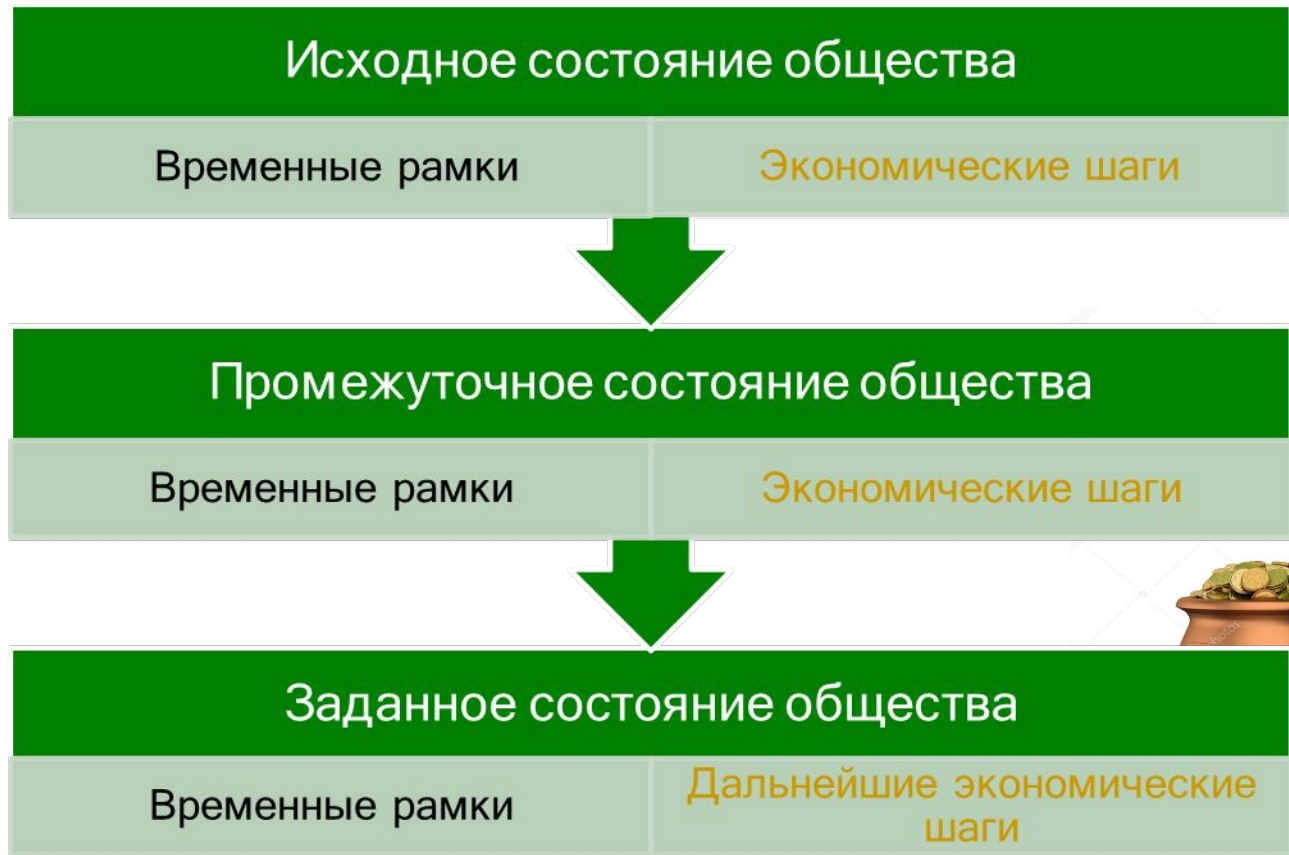 Исходное состояние общества
Временные рамки
Экономические шаги
Промежуточное состояние общества
Временные рамки
Экономические шаги
Заданное состояние общества
Временные рамки
Дальнейшие экономические
шаги